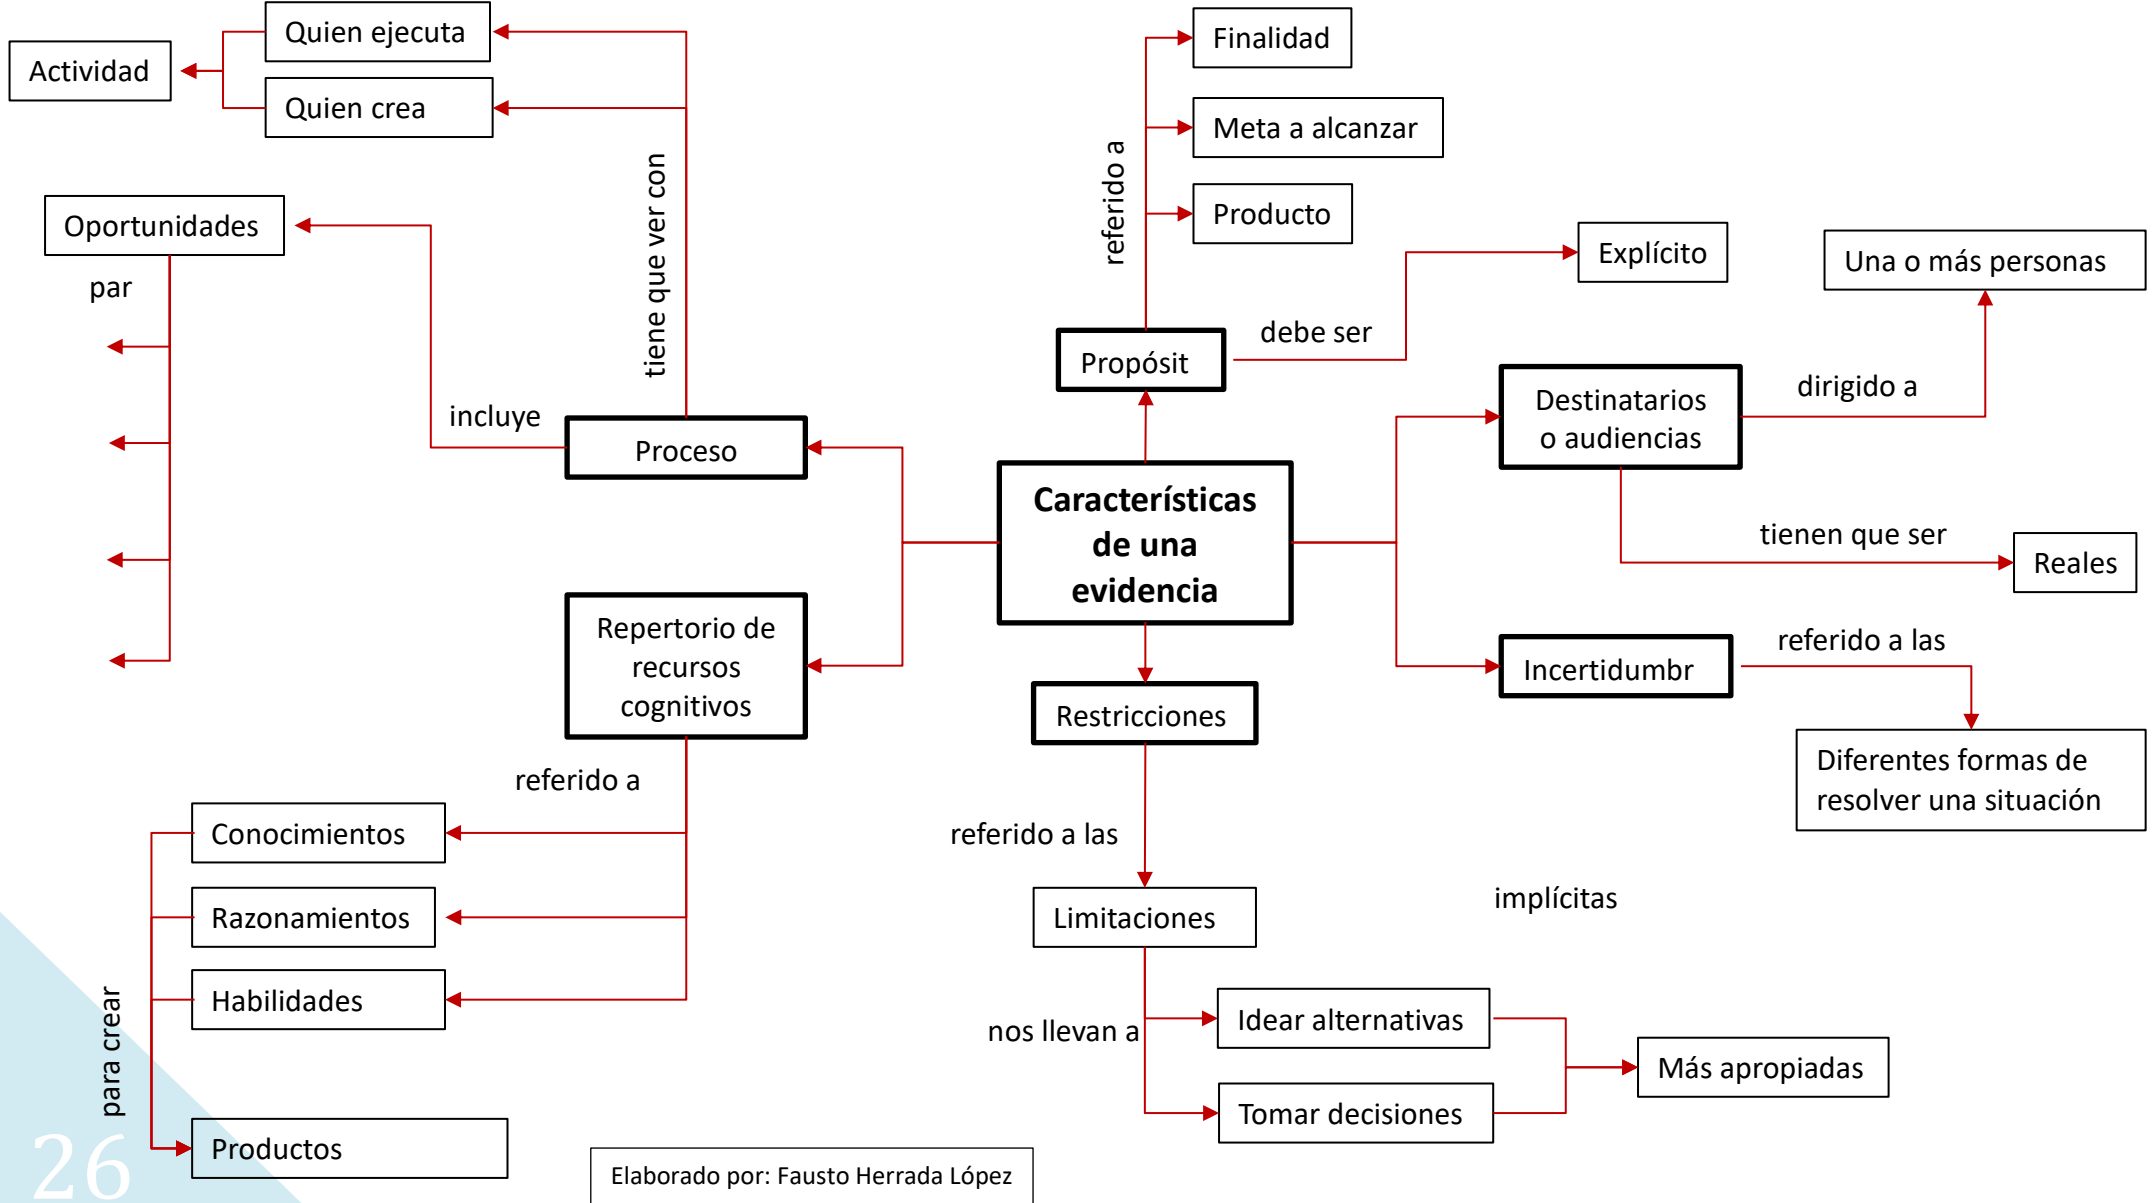 Quien ejecuta
Actividad
Quien crea
tiene que ver con
Oportunidades
par
incluye
Proceso
Finalidad
Meta a alcanzar
Producto
referido a
Propósit
debe ser
Explícito
Una o más personas
dirigido a
Destinatarios
o audiencias
tienen que ser
Reales
Características
de una
evidencia
Incertidumbr
referido a las
Diferentes formas de
resolver una situación
Repertorio de
recursos
cognitivos
referido a
Conocimientos
Razonamientos
Habilidades
para crear
Productos
Restricciones
referido a las
Limitaciones
implícitas
nos llevan a
Idear alternativas
Tomar decisiones
Más apropiadas
26
Elaborado por: Fausto Herrada López